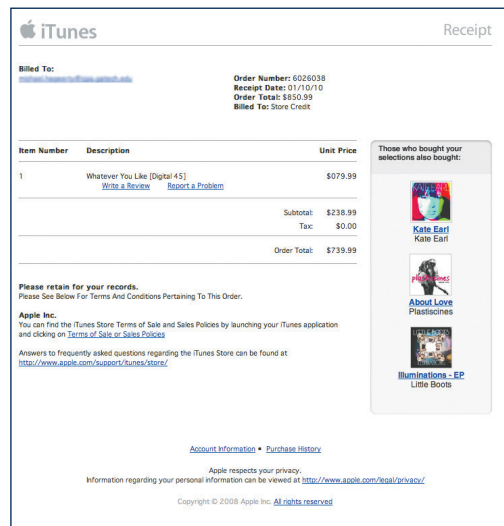 iTunes
Receipt
Billed To:
Order Number: 6026038
Receipt Date: 01/10/10
Order Total: $850.99
Billed To: Store Credit
Item Number Description Unit Price
1 Whatever You Like [Digital 45] $079.99
Write a Review Report a Problem
Subtotal: $238.99
Tax: $0.00
Order Total: $739.99
Please retain for your records.
Please See Below For Terms And Conditions Pertaining To This Order.
Apple Inc.
You can find the iTunes Store Terms of Sale and Sales Policies by launching your iTunes application
and clicking on Terms of Sale or Sales Policies
Answers to frequently asked questions regarding the iTunes Store can be found at
http://www.apple.com/support/itunes/store/
Those who bought your
selections also bought:
KATE EARL
Kate Earl
Kate Earl
plastiscines
About Love
Plastiscines
LITTLE BOOTS
Illuminations - EP
Little Boots
Account Information • Purchase History
Apple respects your privacy.
Information regarding your personal information can be viewed at http://www.apple.com/legal/privacy/
Copyright © 2008 Apple Inc. All rights reserved